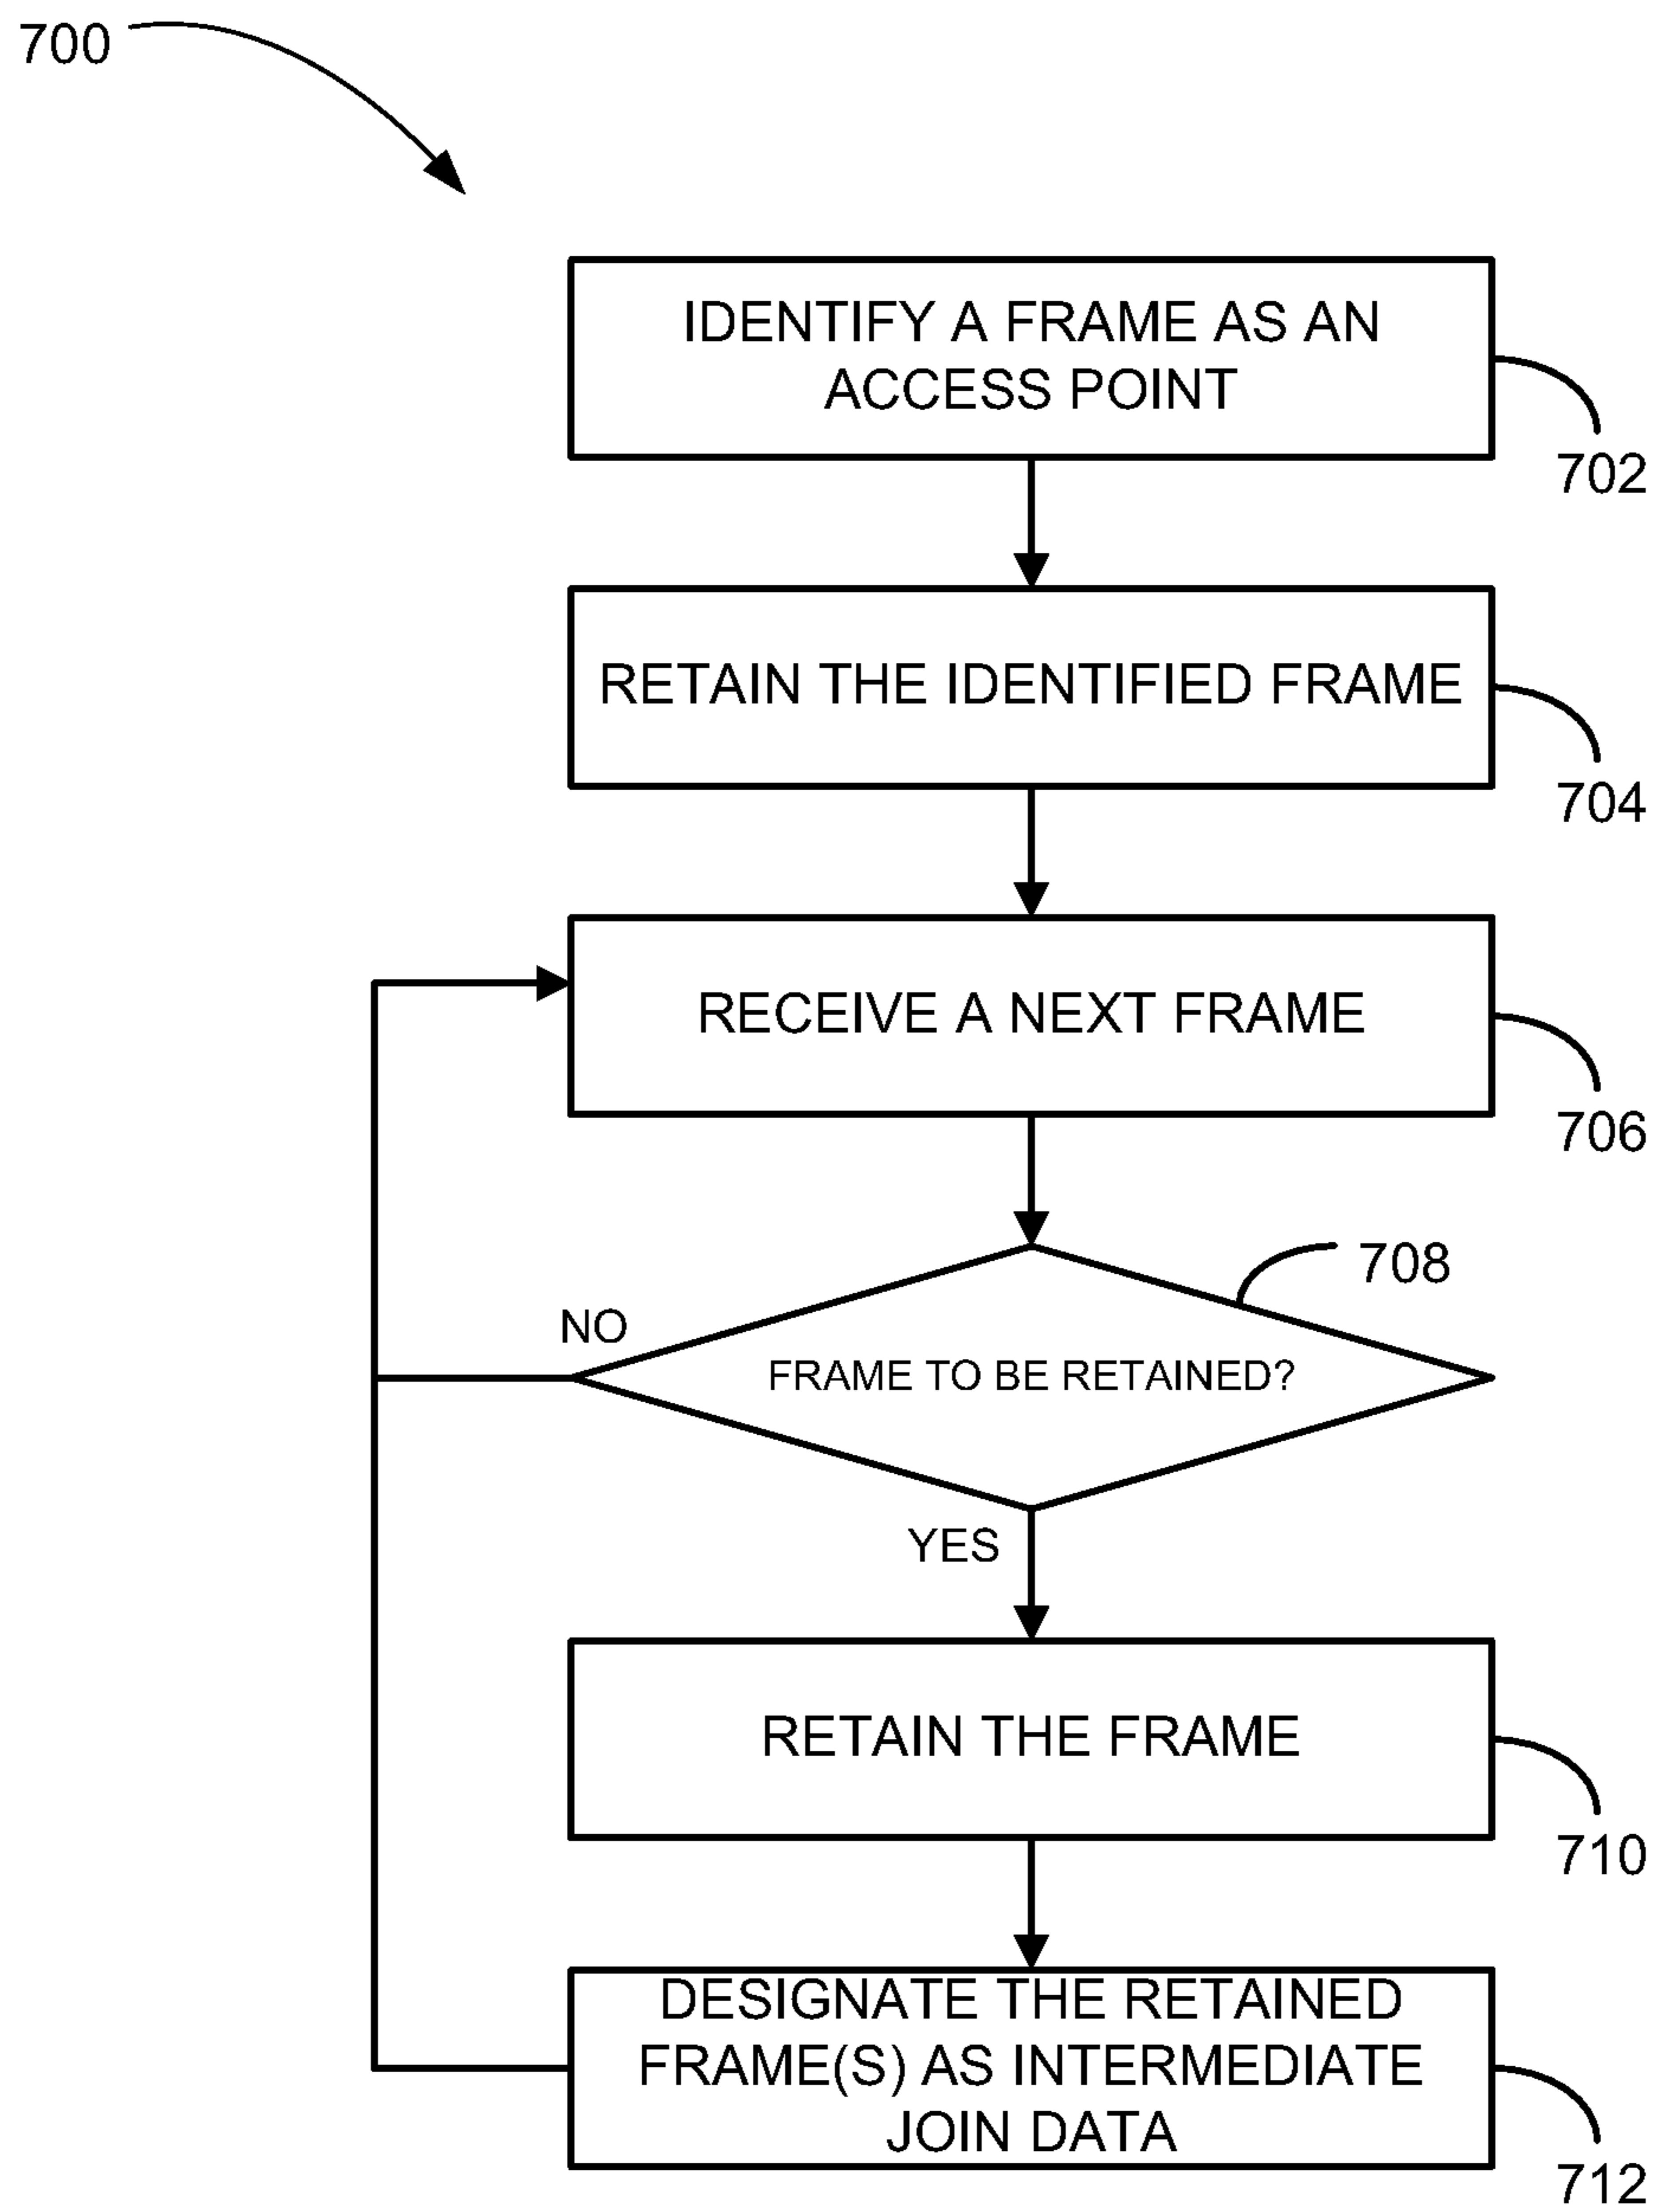 700
IDENTIFY A FRAME AS AN
ACCESS POINT
702
RETAIN THE IDENTIFIED FRAME
704
RECEIVE A NEXT FRAME
706
708
NO
FRAME TO BE RETAINED?
YES
RETAIN THE FRAME
710
DESIGNATE THE RETAINED
FRAME(S) AS INTERMEDIATE
JOIN DATA
712